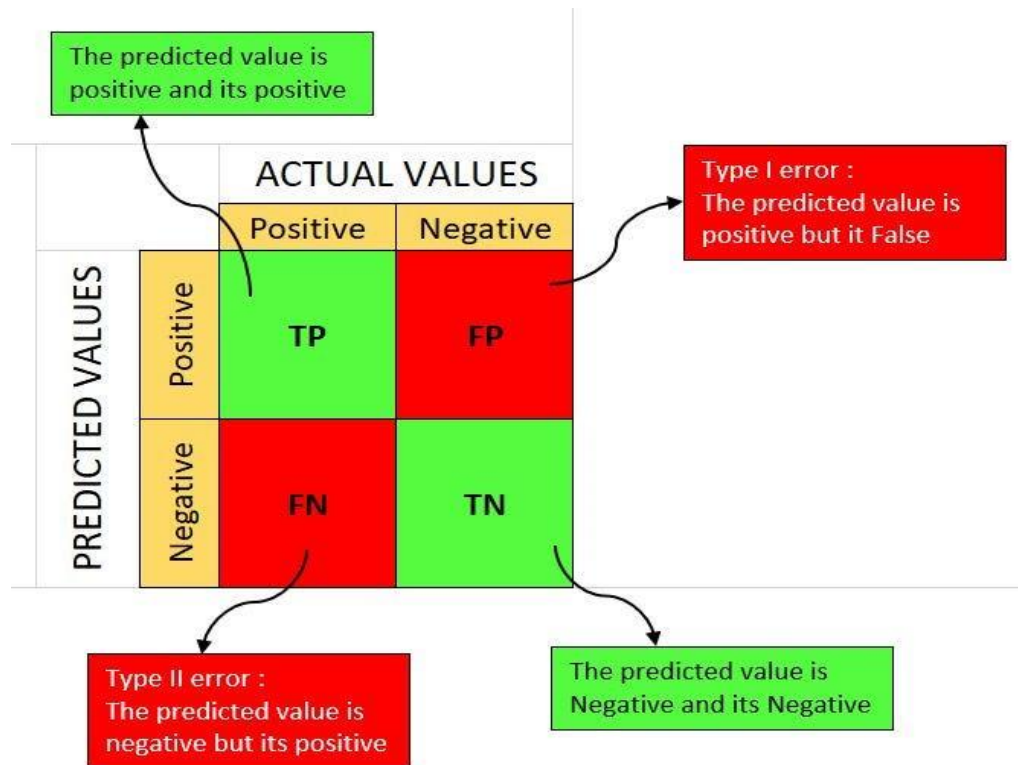 The predicted value is
positive and its positive
ACTUAL VALUES
Type I error :
The predicted value is
positive but it False
Positive
Negative
PREDICTED VALUES
Positive
TP
FP
Negative
FN
TN
Type II error :
The predicted value is
negative but its positive
The predicted value is
Negative and its Negative